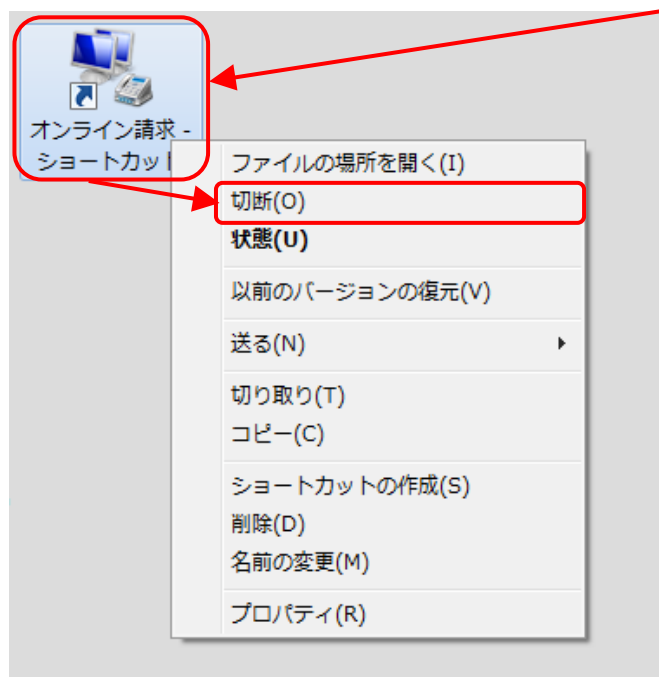 オンライン請求 -
ショートカット
ファイルの場所を開く(I)
切断(O)
状態(U)
以前のバージョンの復元(V)
送る(N)
切り取り(T)
コピー(C)
ショートカットの作成(S)
削除(D)
名前の変更(M)
プロパティ(R)